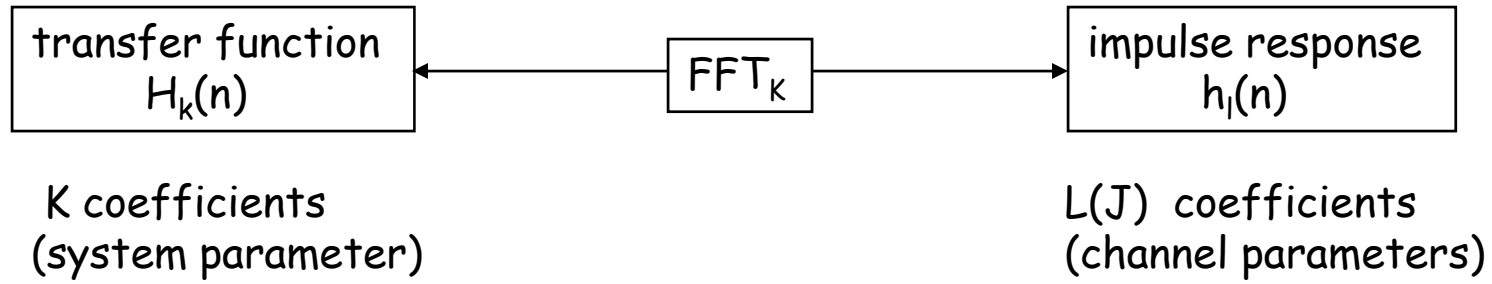 transfer function
H_k(n)
FFT_K
impulse response
h_l(n)
K coefficients
(system parameter)
L(J) coefficients
(channel parameters)